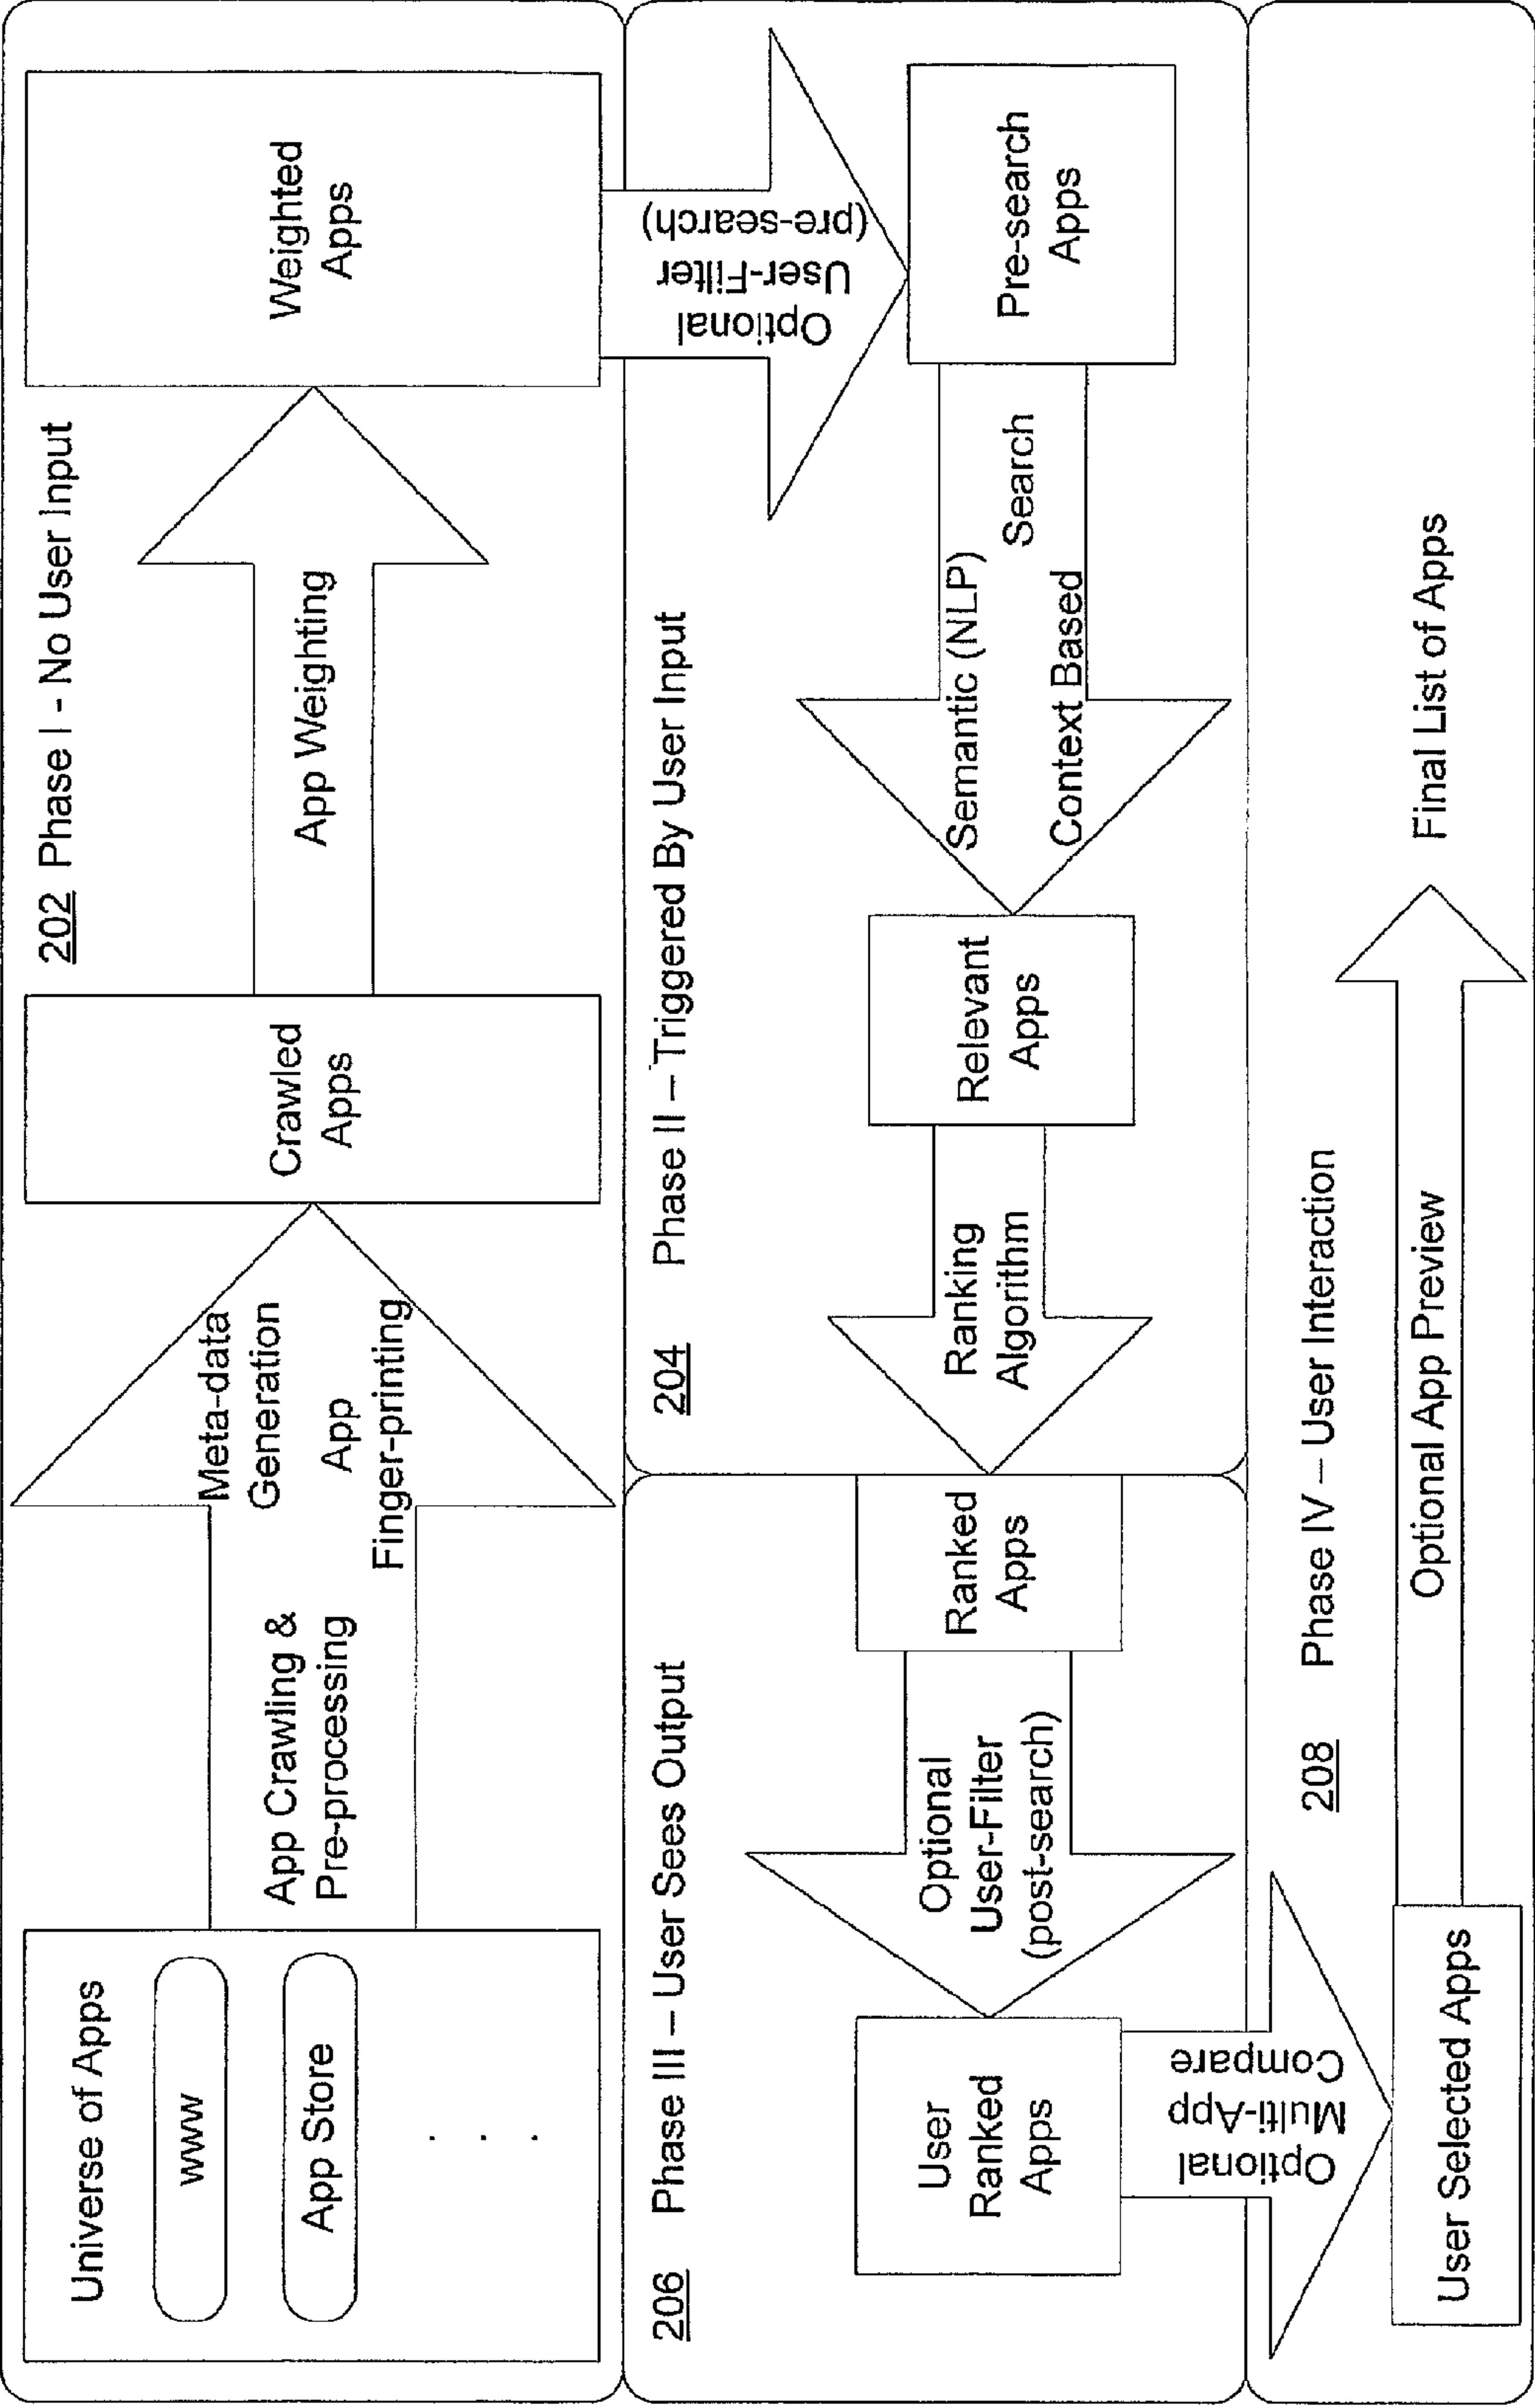 202 Phase I - No User Input
Universe of Apps
www
App Store
. . .
App Crawling &
Pre-processing
Meta-data
Generation
App
Finger-printing
Crawled
Apps
App Weighting
Weighted
Apps
Optional
User-Filter
(pre-search)
204 Phase II – Triggered By User Input
Pre-search
Apps
Semantic (NLP)
Search
Context Based
Relevant
Apps
Ranking
Algorithm
206 Phase III – User Sees Output
Ranked
Apps
Optional
User-Filter
(post-search)
User
Ranked
Apps
Optional
Multi-App
Compare
208 Phase IV – User Interaction
User Selected Apps
Optional App Preview
Final List of Apps